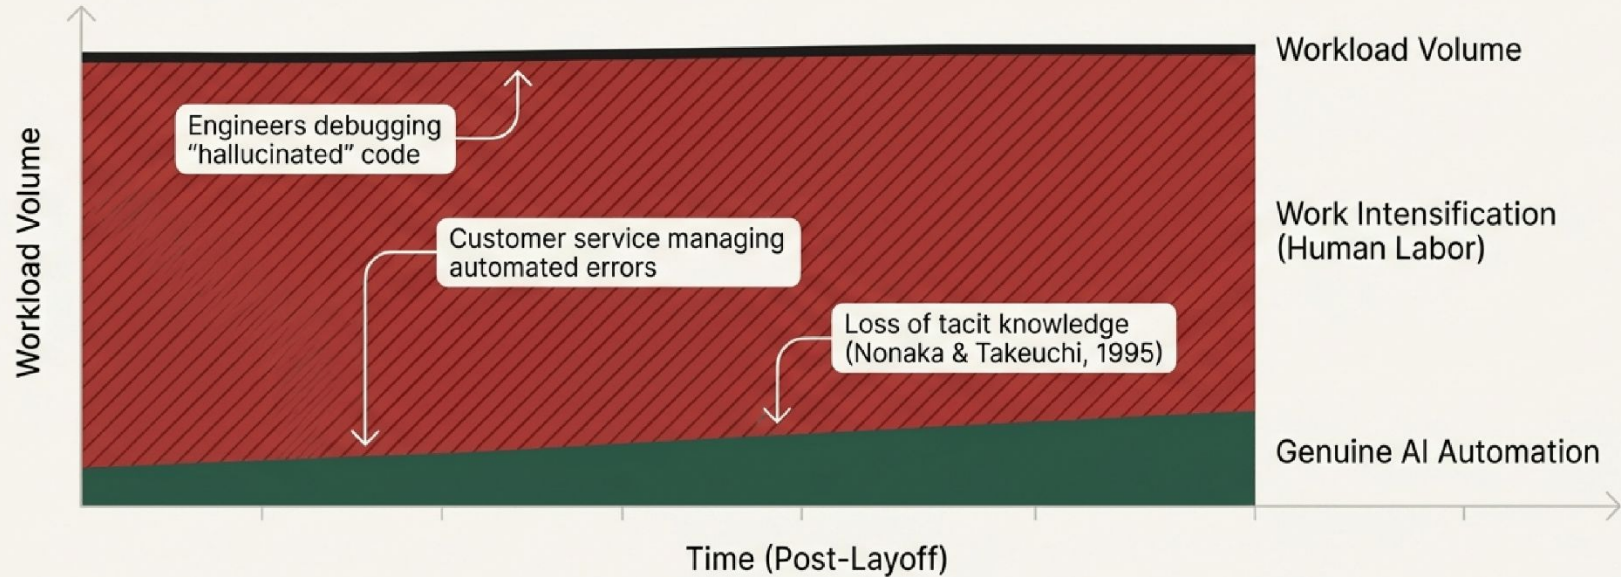 Workload Volume
Workload Volume
Engineers debugging
“hallucinated” code
Customer service managing
automated errors
Work Intensification
(Human Labor)
Loss of tacit knowledge
(Nonaka & Takeuchi, 1995)
Genuine AI Automation
Time (Post-Layoff)